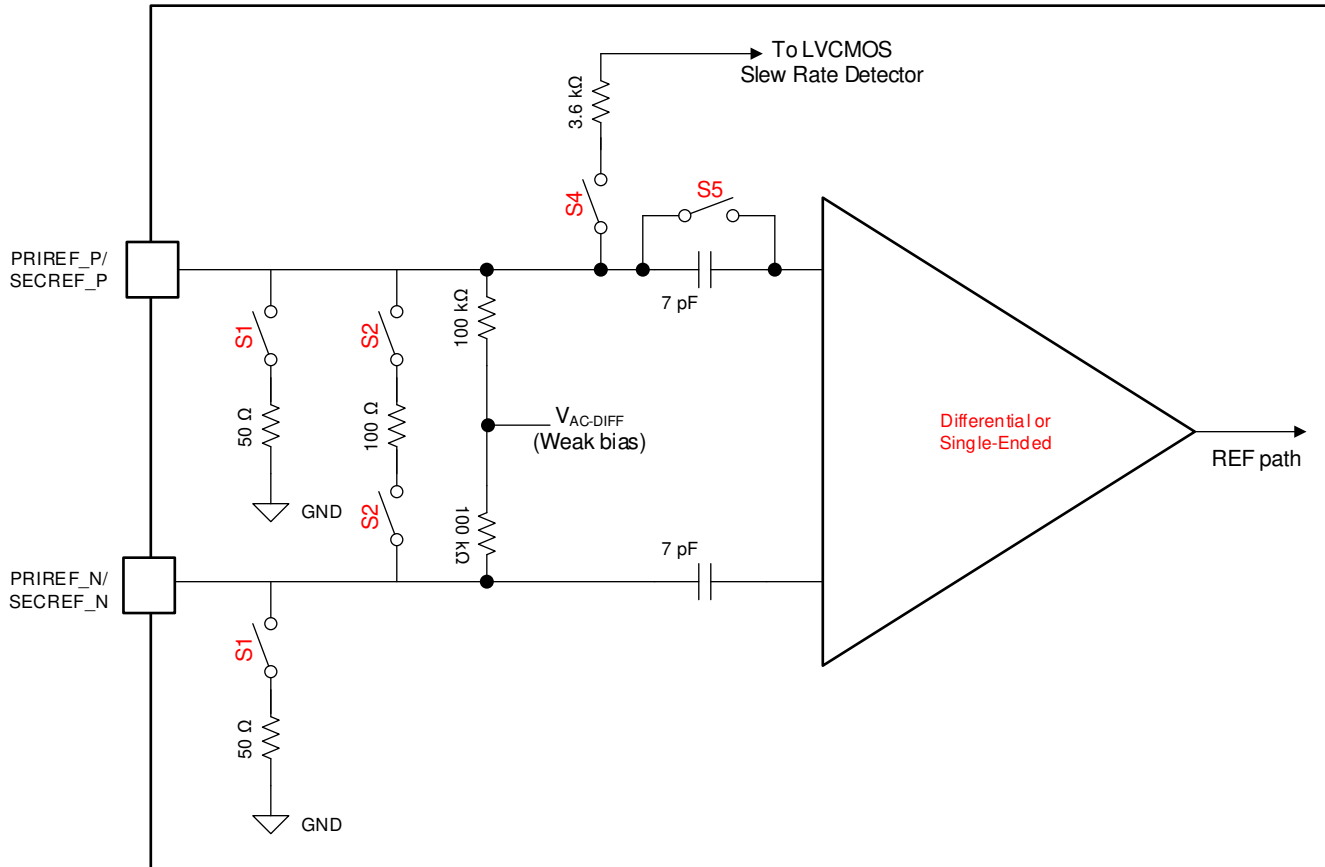 To LVCMOS
Slew Rate Detector
3.6 kΩ
S4
S5
PRIREF_P/
SECREF_P
7 pF
S1
S2
100 kΩ
50 Ω
100 Ω
VAC-DIFF
(Weak bias)
Differential or
Single-Ended
REF path
GND
S2
100 kΩ
7 pF
PRIREF_N/
SECREF_N
S1
50 Ω
GND